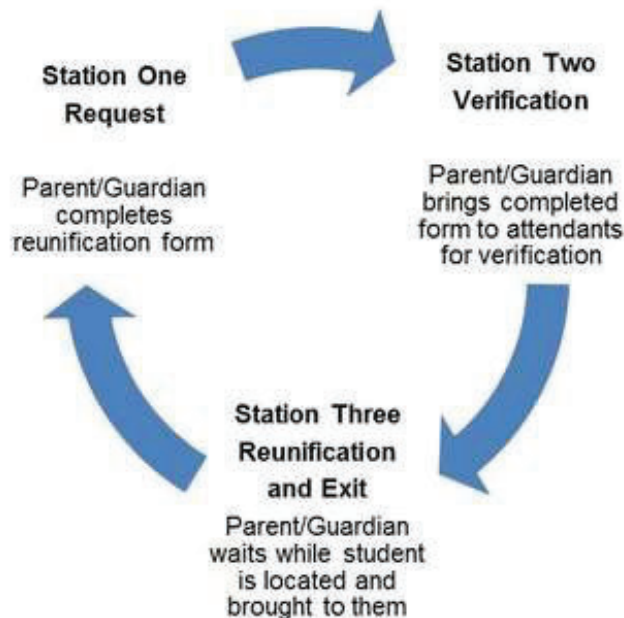 Station One
Request
Parent/Guardian
completes
reunification form
Station Two
Verification
Parent/Guardian
brings completed
form to attendants
for verification
Station Three
Reunification
and Exit
Parent/Guardian
waits while student
is located and
brought to them